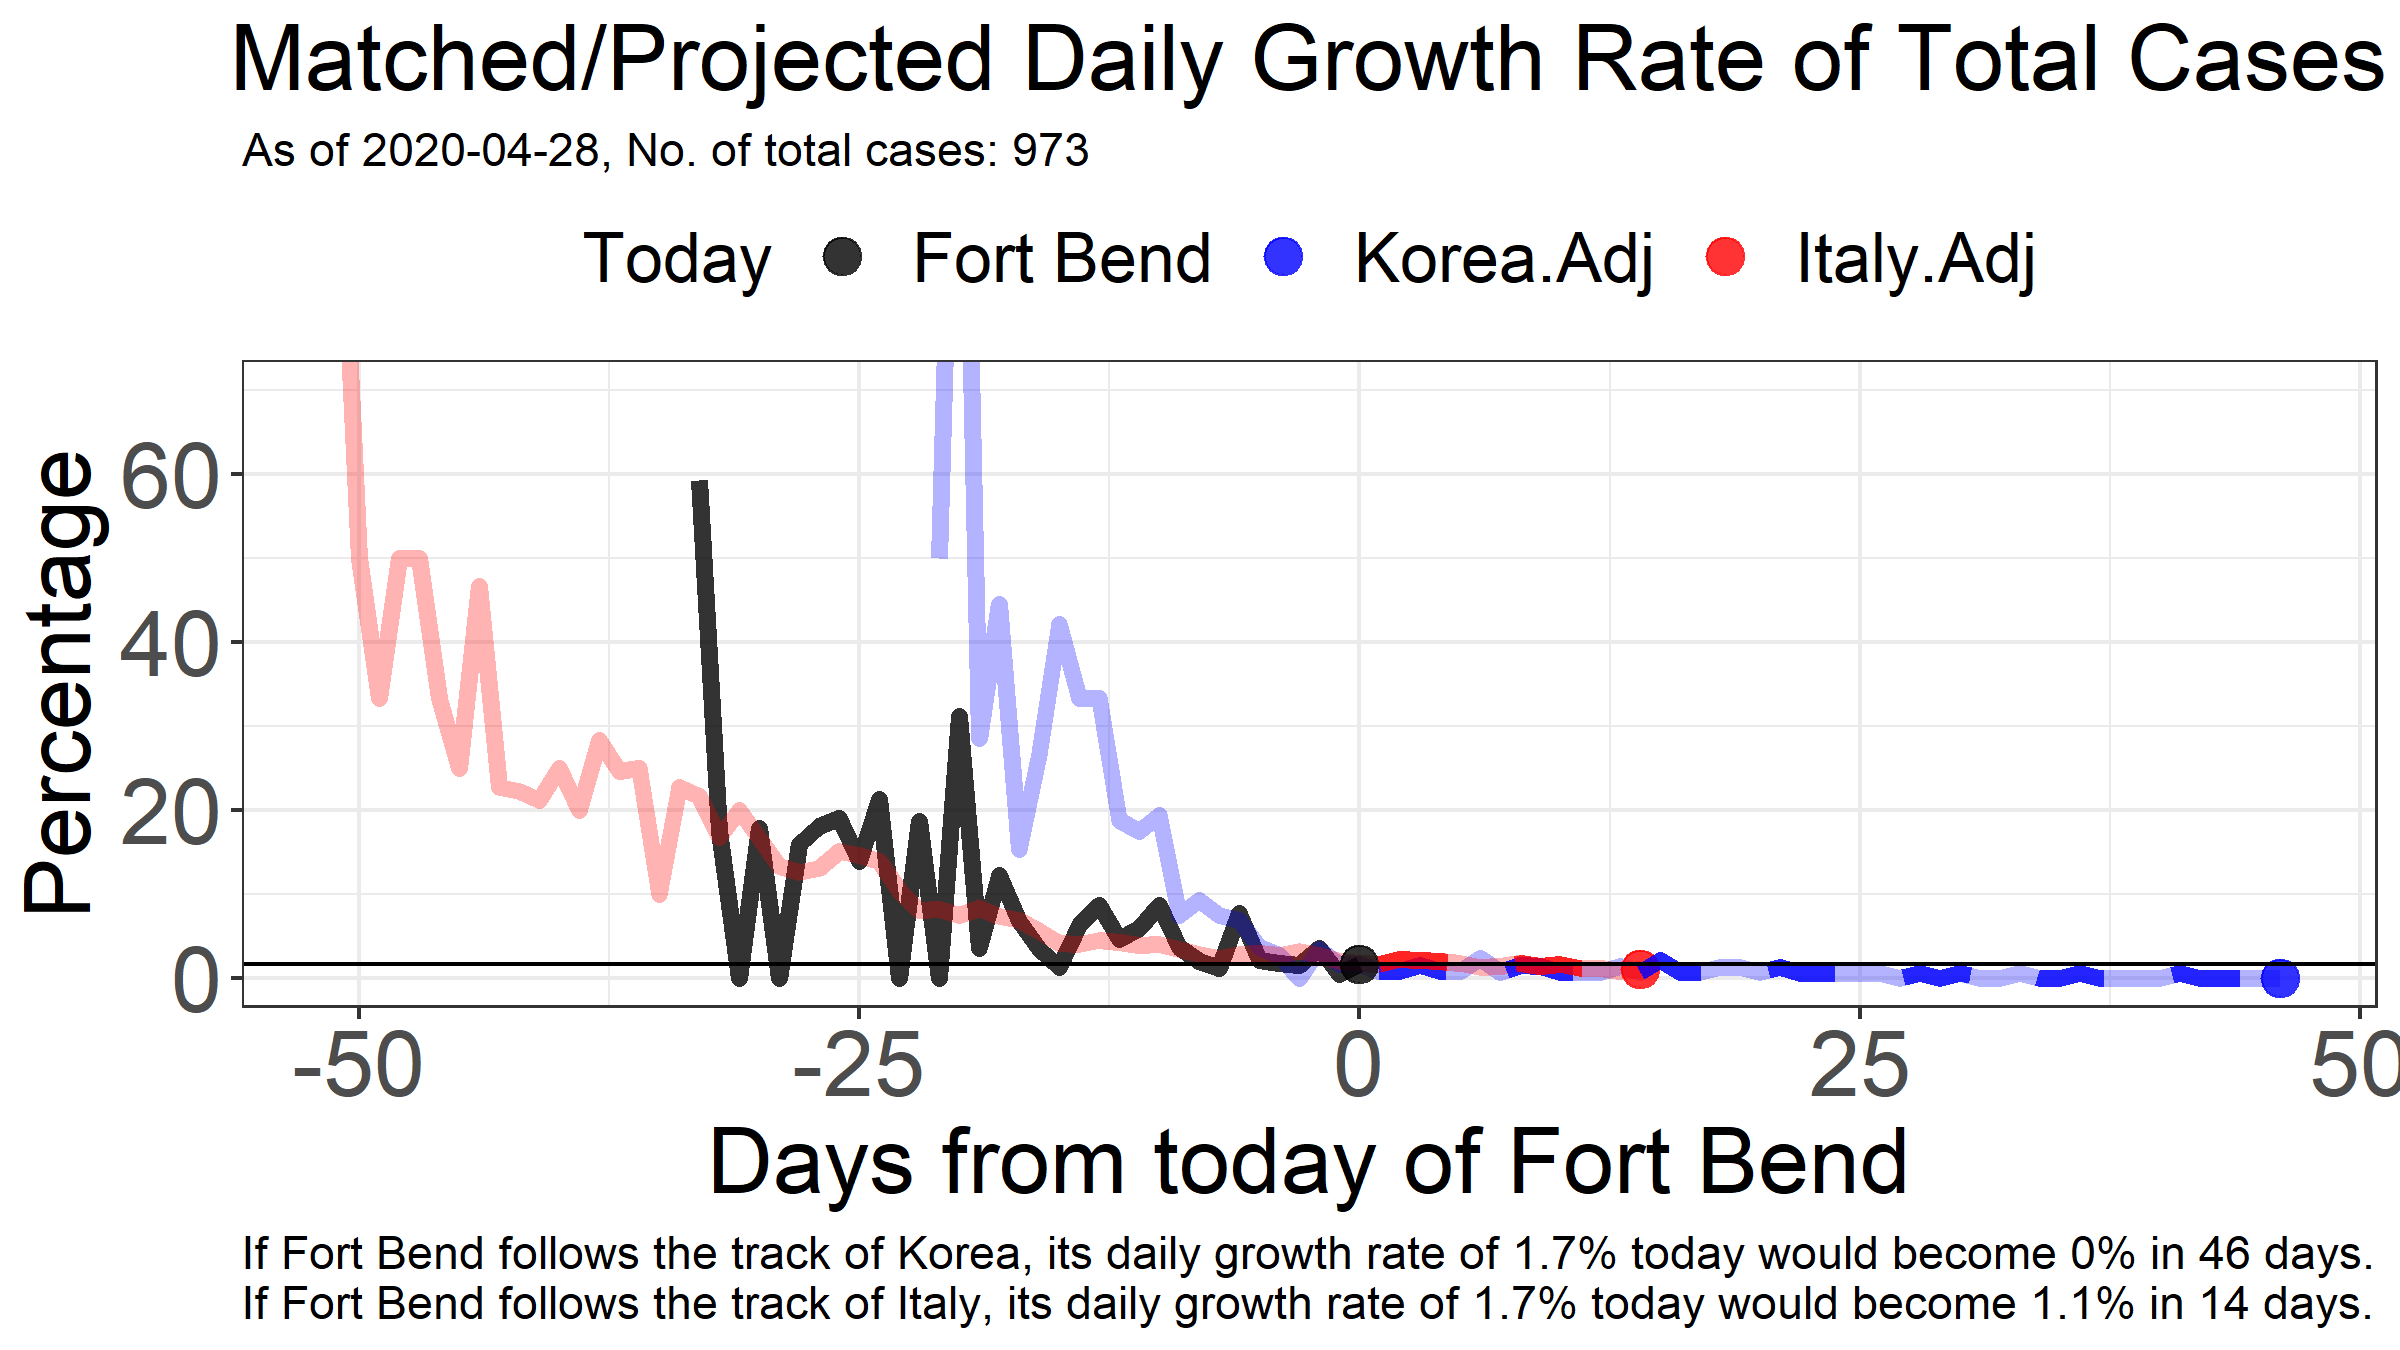 Matched/Projected Daily Growth Rate of Total Cases
As of 2020-04-28, No. of total cases: 973
Today Fort Bend Korea.Adj Italy.Adj
Percentage
60
40
20
0
-50 -25 0 25 50
Days from today of Fort Bend
If Fort Bend follows the track of Korea, its daily growth rate of 1.7% today would become 0% in 46 days.
If Fort Bend follows the track of Italy, its daily growth rate of 1.7% today would become 1.1% in 14 days.